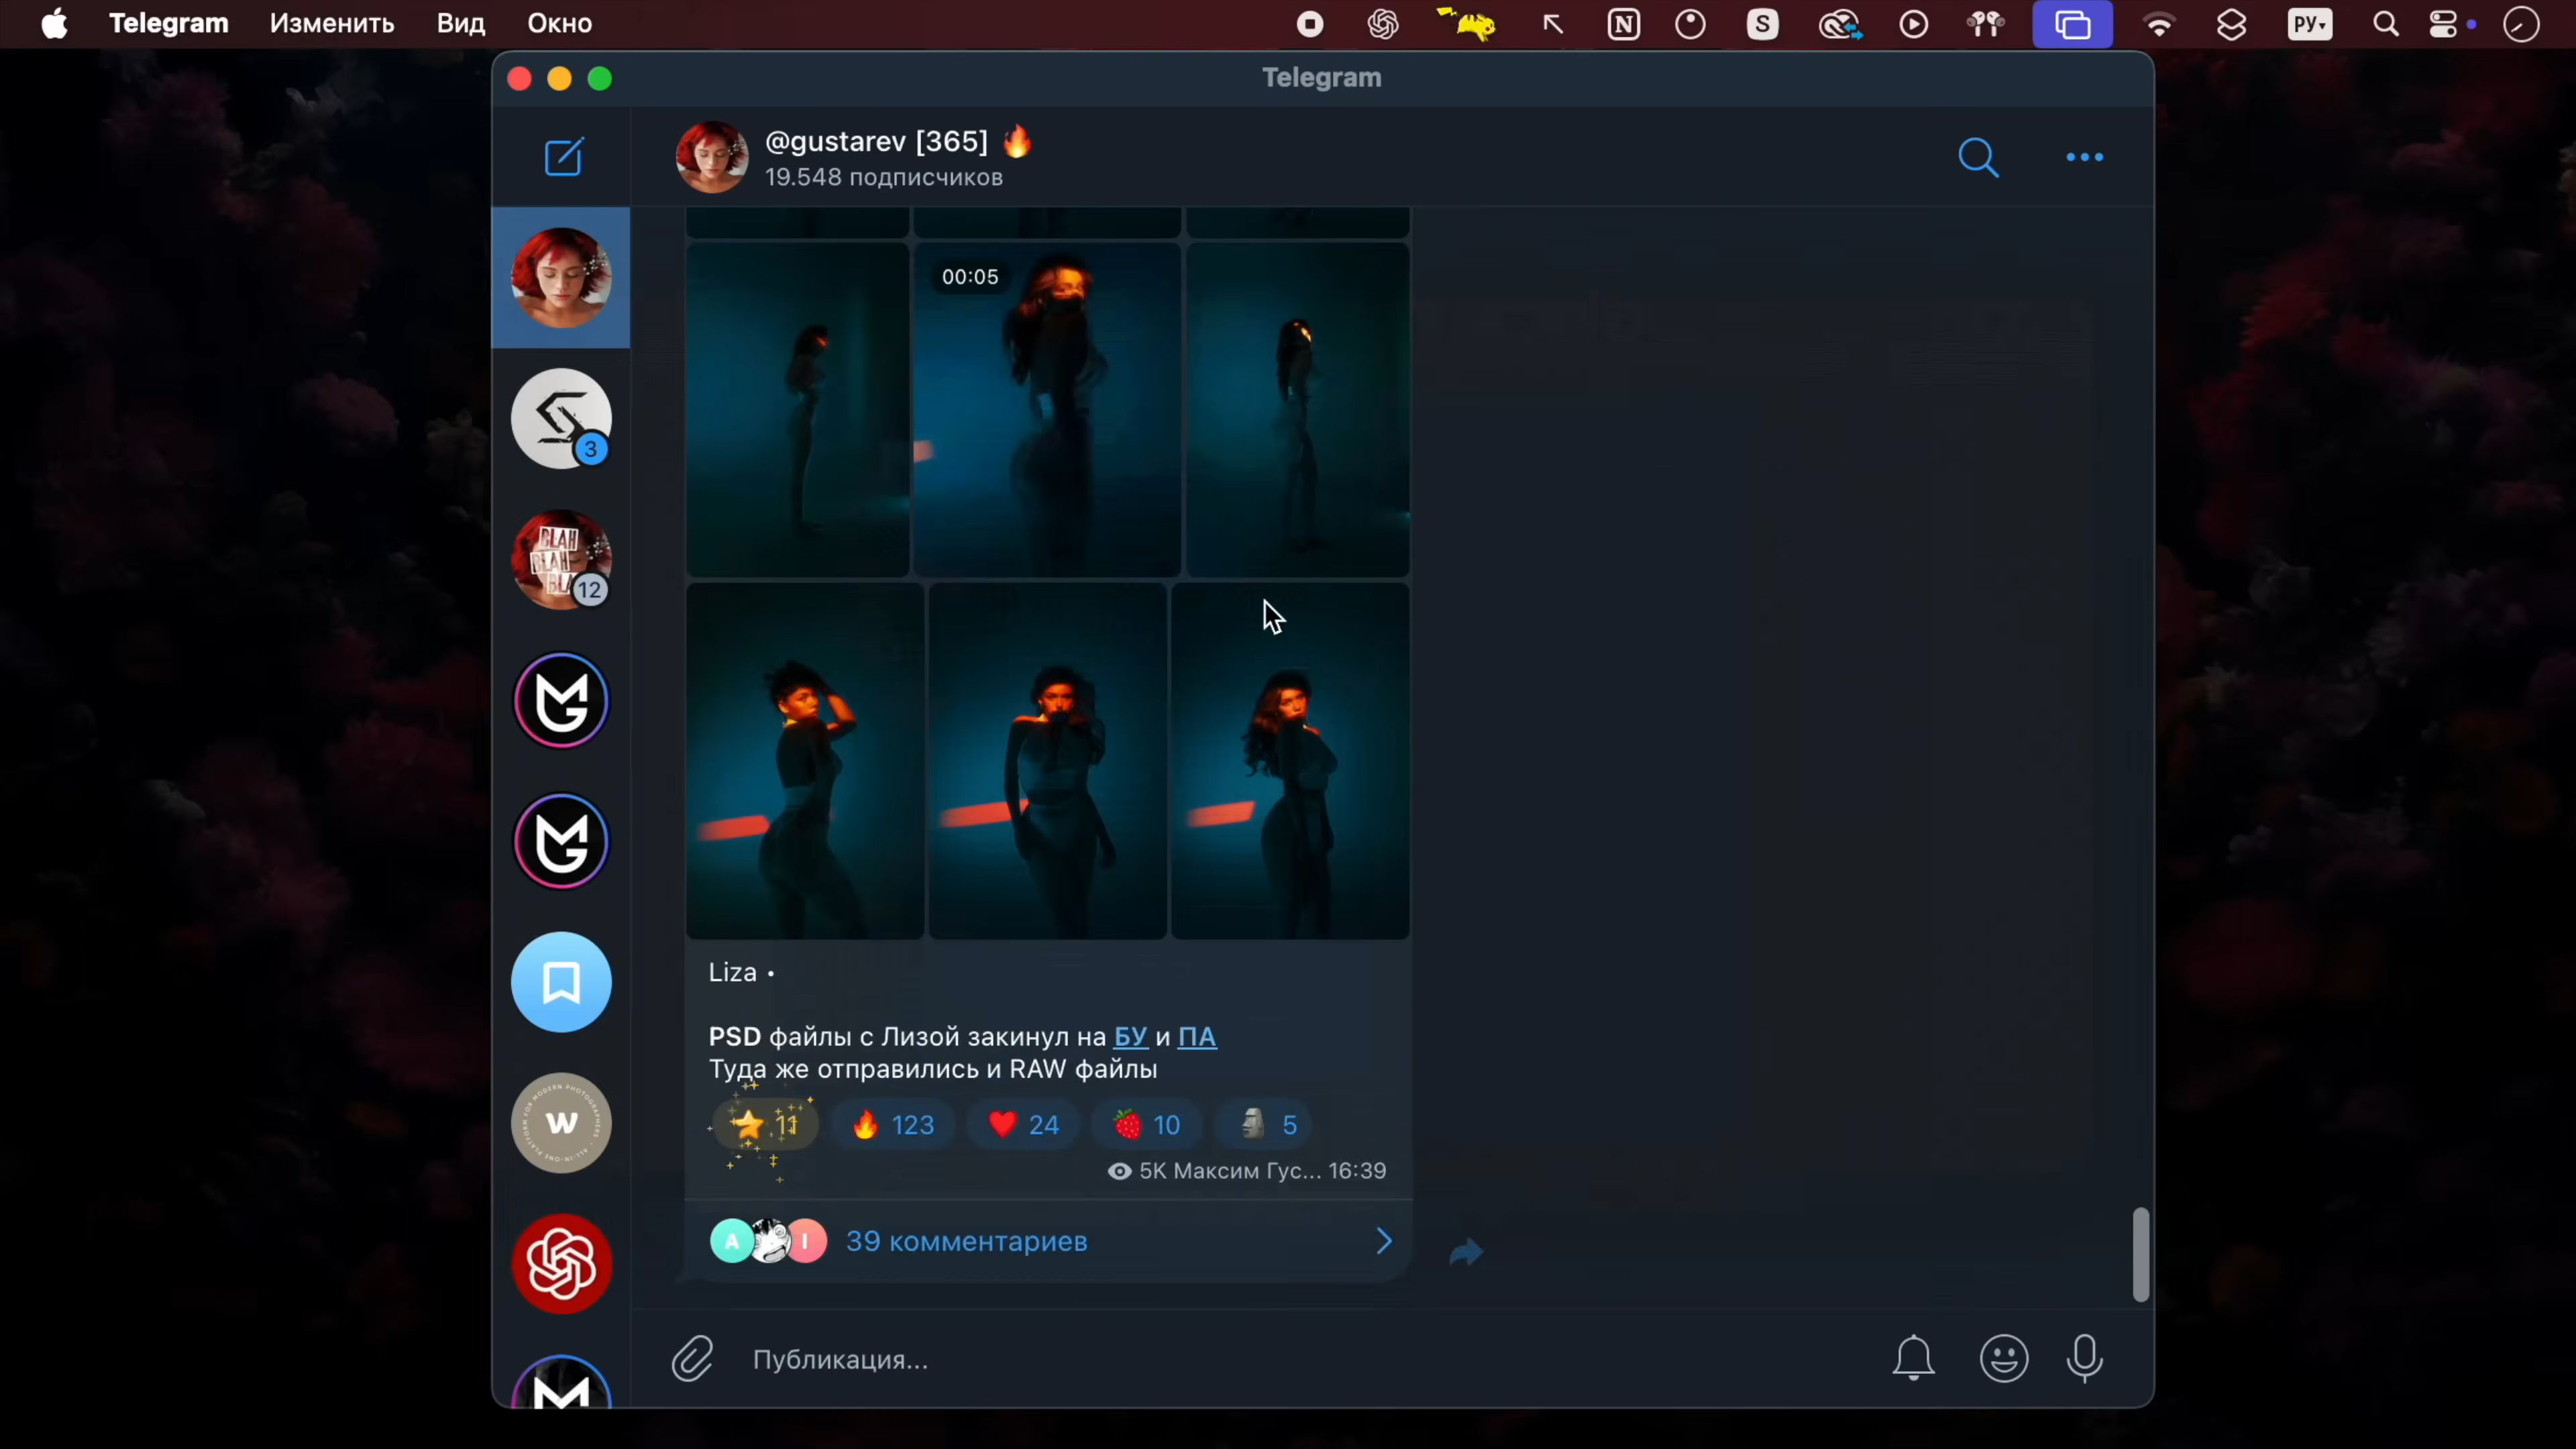 Telegram Изменить Вид Окно
N
S
РУ
Telegram
@gustarev [365] 🔥
19.548 подписчиков
00:05
3
BLAH
BLAH
12
Liza •
PSD файлы с Лизой закинул на БУ и ПА
Туда же отправились и RAW файлы
⭐ 11 🔥 123 ❤️ 24 🍓 10 🗿 5
5K Максим Гус... 16:39
W
A I 39 комментариев
Публикация...